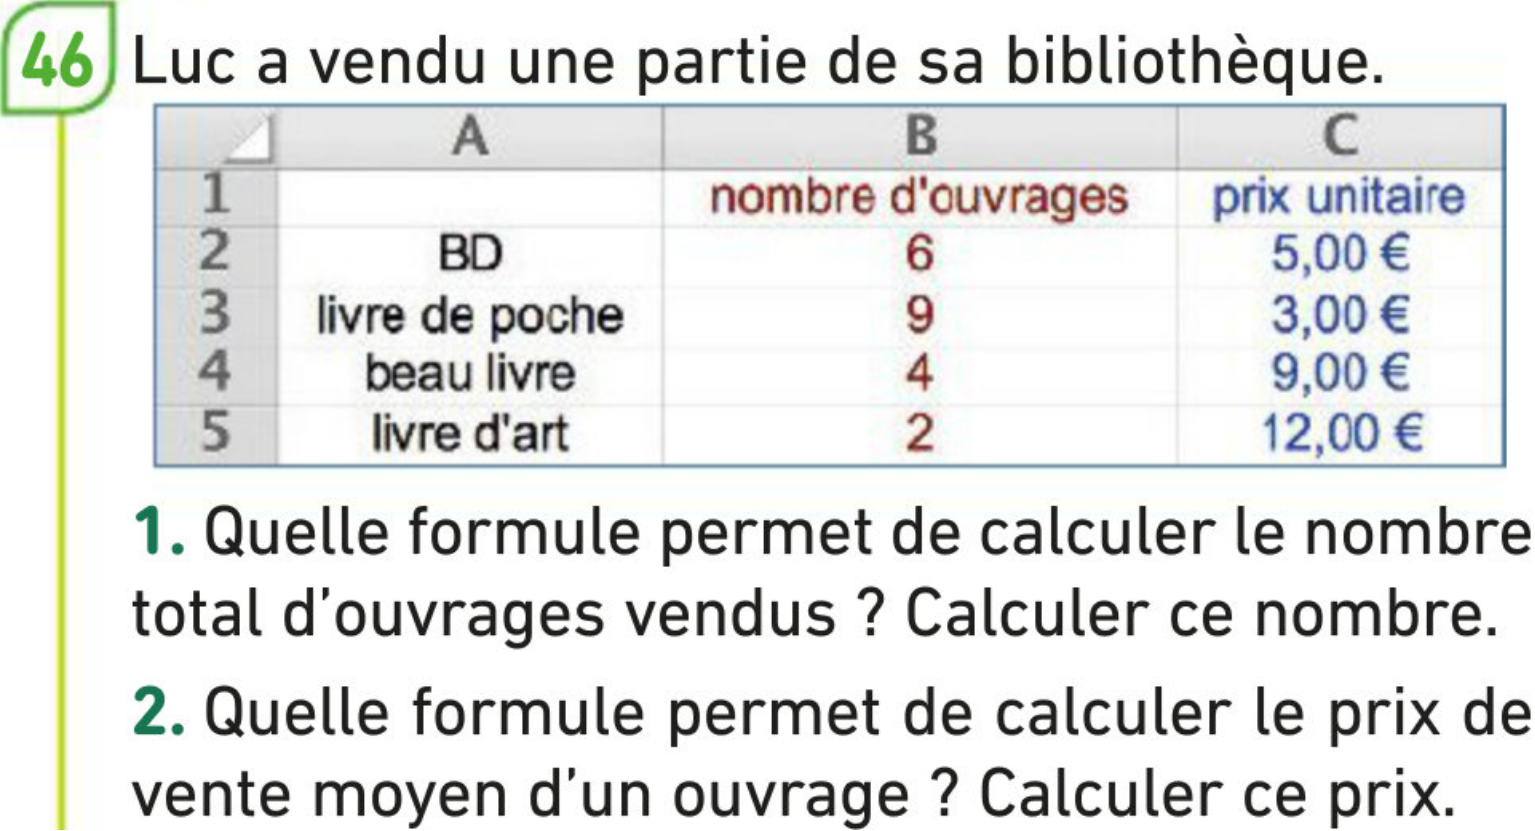 46 Luc a vendu une partie de sa bibliothèque.
A B C
1 nombre d'ouvrages prix unitaire
2 BD 6 5,00 €
3 livre de poche 9 3,00 €
4 beau livre 4 9,00 €
5 livre d'art 2 12,00 €
1. Quelle formule permet de calculer le nombre
total d’ouvrages vendus ? Calculer ce nombre.
2. Quelle formule permet de calculer le prix de
vente moyen d’un ouvrage ? Calculer ce prix.